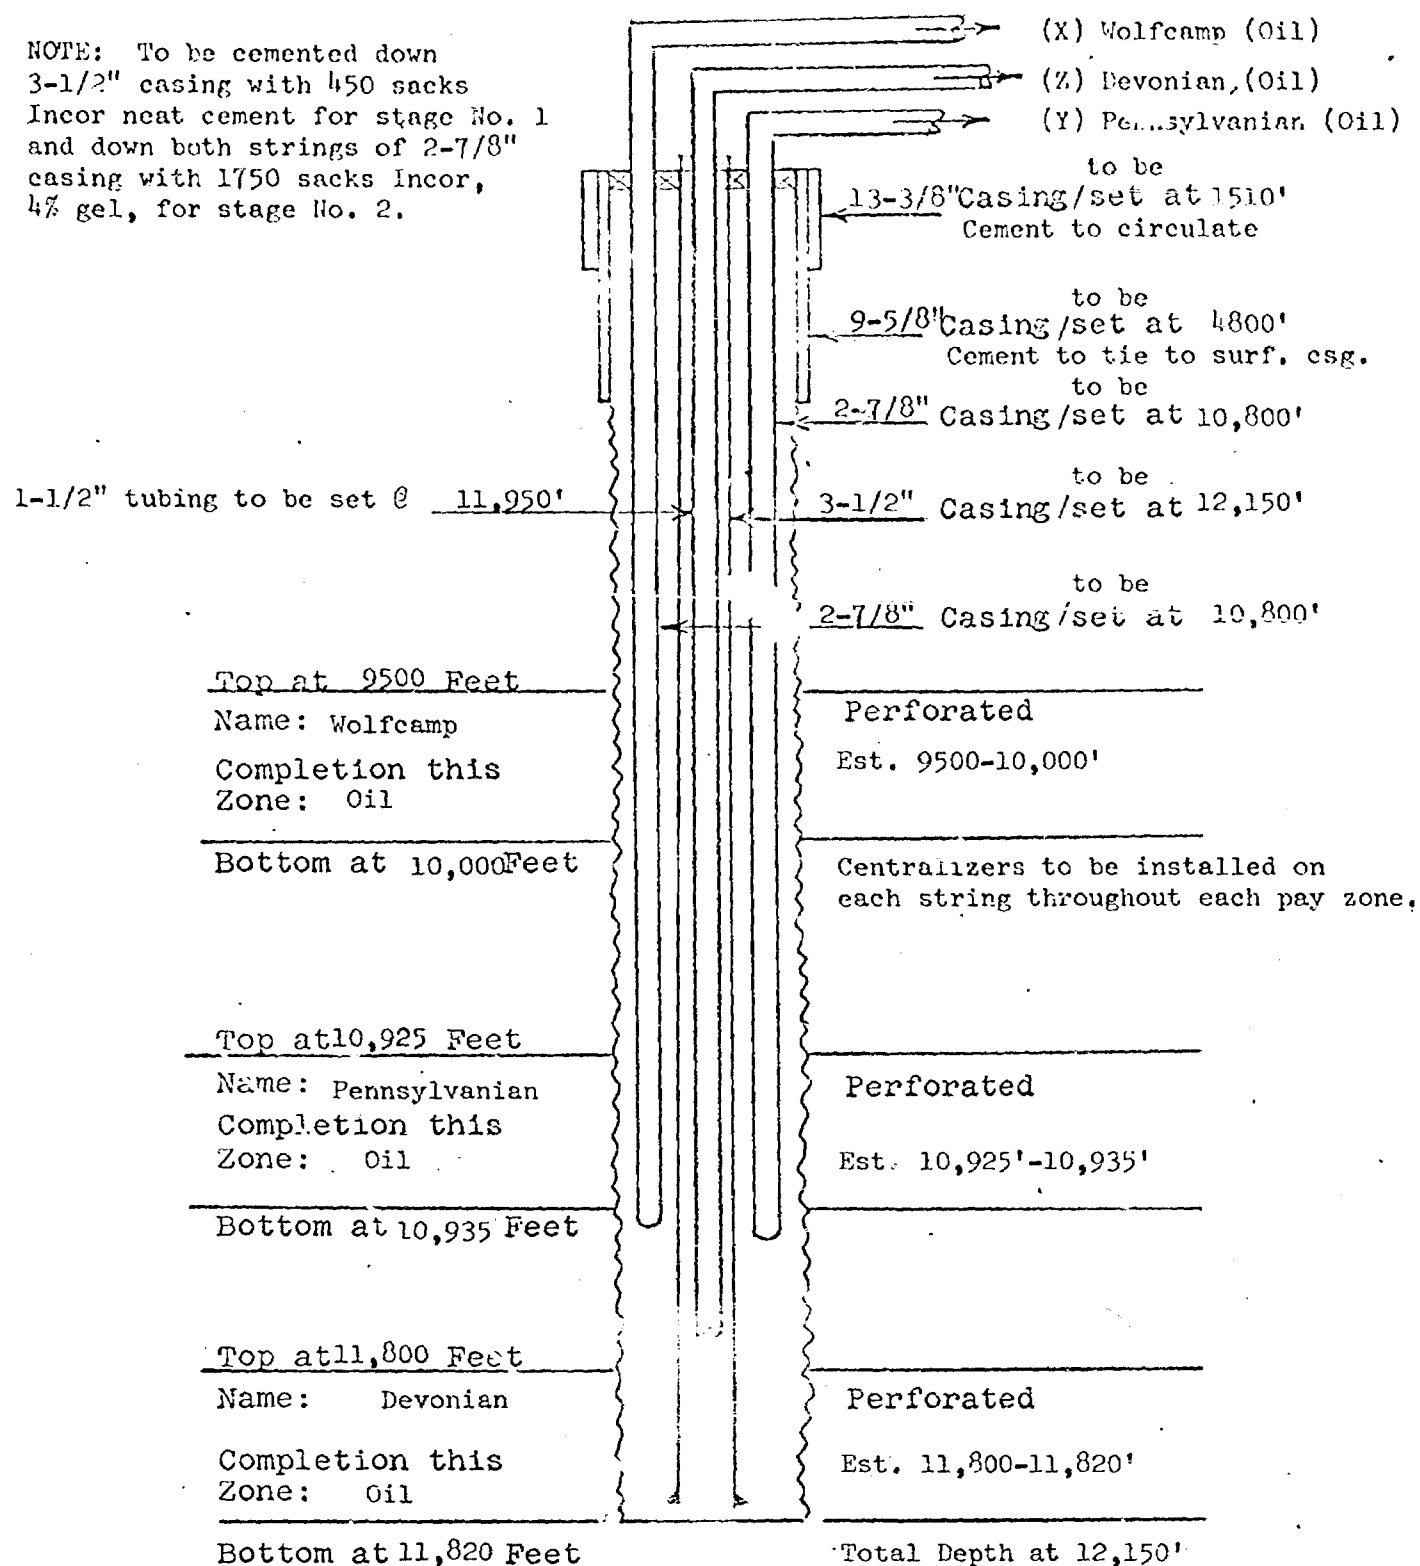 NOTE: To be cemented down
3-1/2" casing with 450 sacks
Incor neat cement for stage No. 1
and down both strings of 2-7/8"
casing with 1750 sacks Incor,
4% gel, for stage No. 2.
(X) Wolfcamp (Oil)
(Z) Devonian, (Oil)
(Y) Pennsylvanian (Oil)
to be
13-3/8" Casing/set at 1510'
Cement to circulate
to be
9-5/8" Casing/set at 4800'
Cement to tie to surf. csg.
to be
2-7/8" Casing/set at 10,800'
1-1/2" tubing to be set @ 11,950'
to be
3-1/2" Casing/set at 12,150'
to be
2-7/8" Casing/set at 10,800'
Top at 9500 Feet
Name: Wolfcamp
Completion this
Zone: Oil
Bottom at 10,000 Feet
Perforated
Est. 9500-10,000'
Centralizers to be installed on
each string throughout each pay zone.
Top at 10,925 Feet
Name: Pennsylvanian
Completion this
Zone: Oil
Bottom at 10,935 Feet
Perforated
Est. 10,925'-10,935'
Top at 11,800 Feet
Name: Devonian
Completion this
Zone: Oil
Bottom at 11,820 Feet
Perforated
Est. 11,800-11,820'
Total Depth at 12,150'